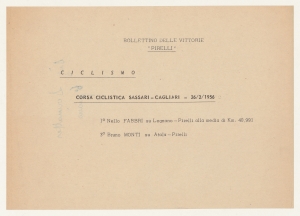 BOLLETTINO DELLE VITTORIE
"PIRELLI"
CICLISMO
CORSA CICLISTICA SASSARI - CAGLIARI - 26/2/1956
1° Nello FABBRI su Legnano - Pirelli alla media di Km. 40,983
3° Bruno MONTI su Atala - Pirelli